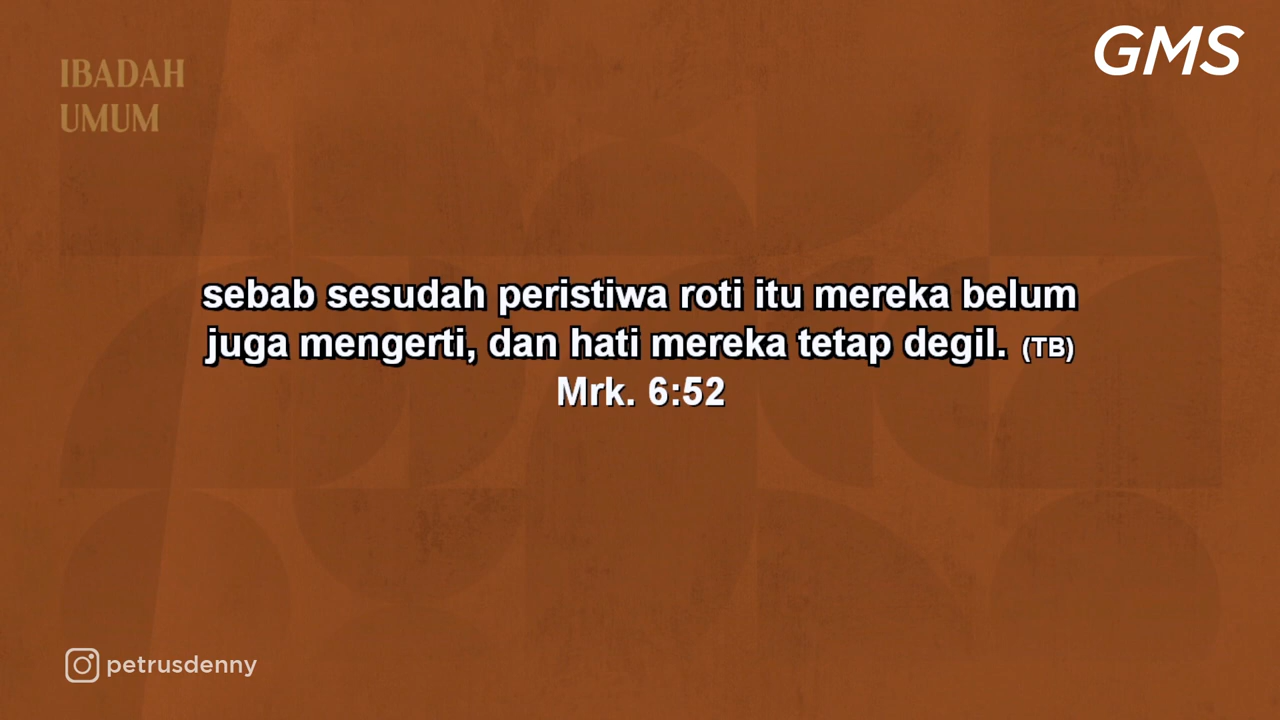 IBADAH
UMUM
GMS
sebab sesudah peristiwa roti itu mereka belum
juga mengerti, dan hati mereka tetap degil. (TB)
Mrk. 6:52
petrusdenny